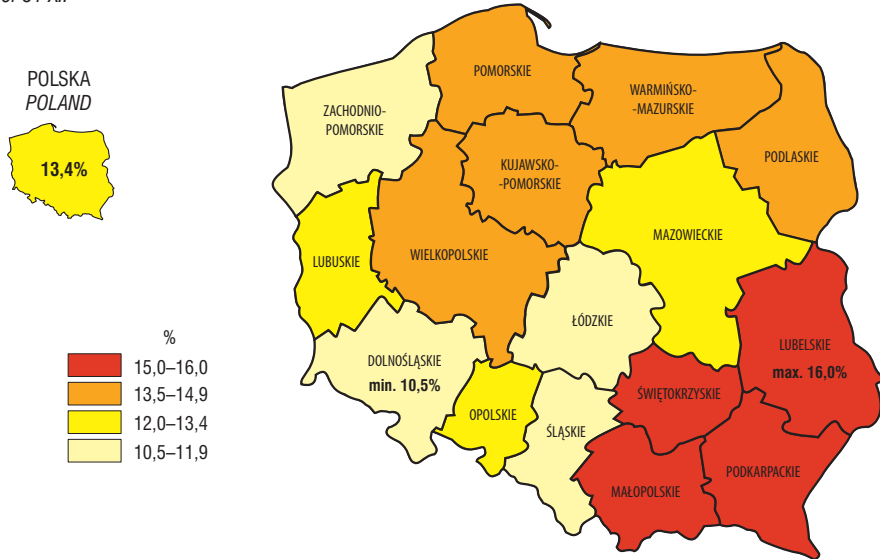 POLSKA
POLAND
13,4%
%
15,0–16,0
13,5–14,9
12,0–13,4
10,5–11,9
POMORSKIE
ZACHODNIO-
POMORSKIE
WARMIŃSKO-
-MAZURSKIE
PODLASKIE
KUJAWSKO-
-POMORSKIE
LUBUSKIE
WIELKOPOLSKIE
MAZOWIECKIE
ŁÓDZKIE
DOLNOŚLĄSKIE
min. 10,5%
LUBELSKIE
max. 16,0%
OPOLSKIE
ŚLĄSKIE
ŚWIĘTOKRZYSKIE
MAŁOPOLSKIE
PODKARPACKIE